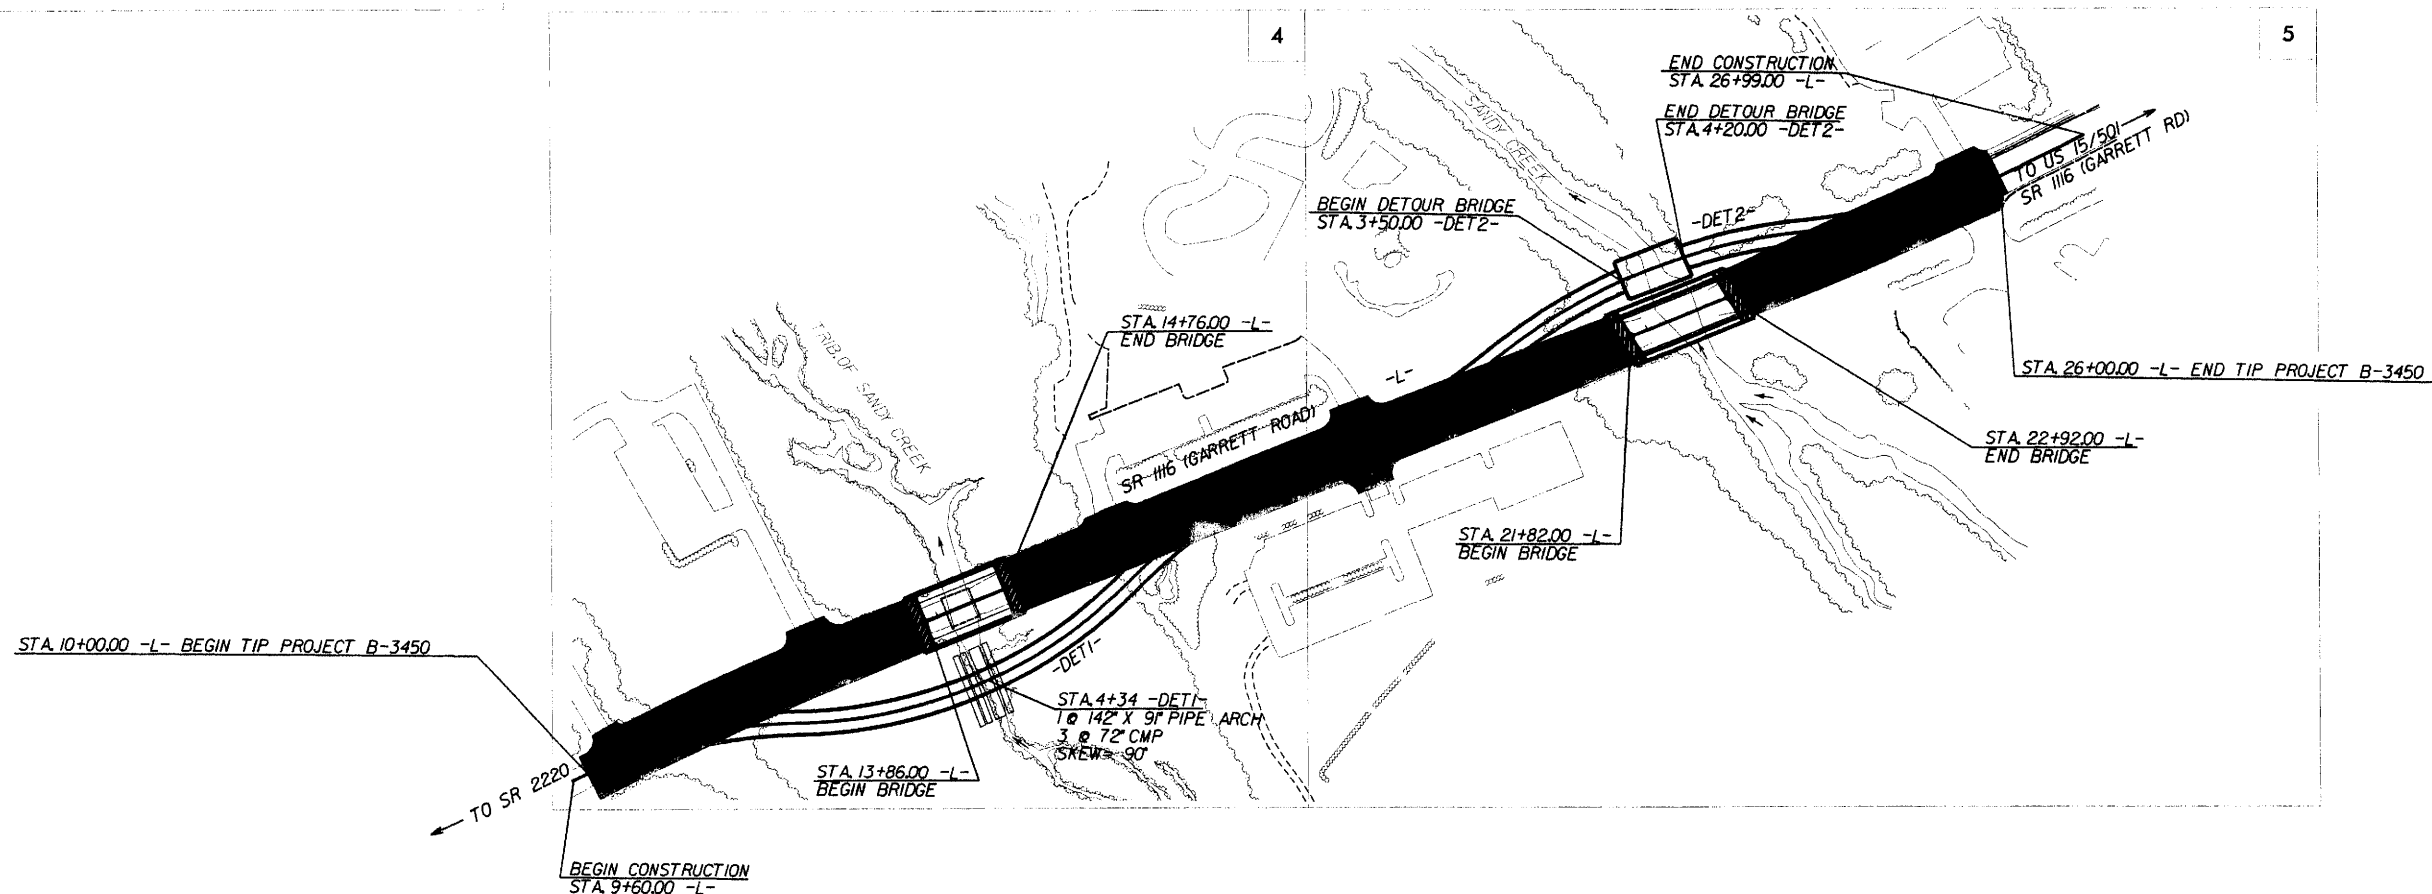 4
5
END CONSTRUCTION
STA. 26+99.00 -L-
END DETOUR BRIDGE
STA. 4+20.00 -DET2-
SANDY CREEK
TO US 15/501
SR 1116 (GARRETT RD)
BEGIN DETOUR BRIDGE
STA. 3+50.00 -DET2-
-DET2-
STA. 14+76.00 -L-
END BRIDGE
TRIB. OF SANDY CREEK
-L-
STA. 26+00.00 -L- END TIP PROJECT B-3450
SR 1116 (GARRETT ROAD)
STA. 22+92.00 -L-
END BRIDGE
STA. 21+82.00 -L-
BEGIN BRIDGE
STA. 10+00.00 -L- BEGIN TIP PROJECT B-3450
-DET1-
STA. 4+34 -DET1-
1 @ 142" X 91" PIPE ARCH
3 @ 72" CMP
SKEW= 90°
STA. 13+86.00 -L-
BEGIN BRIDGE
TO SR 2220
BEGIN CONSTRUCTION
STA. 9+60.00 -L-